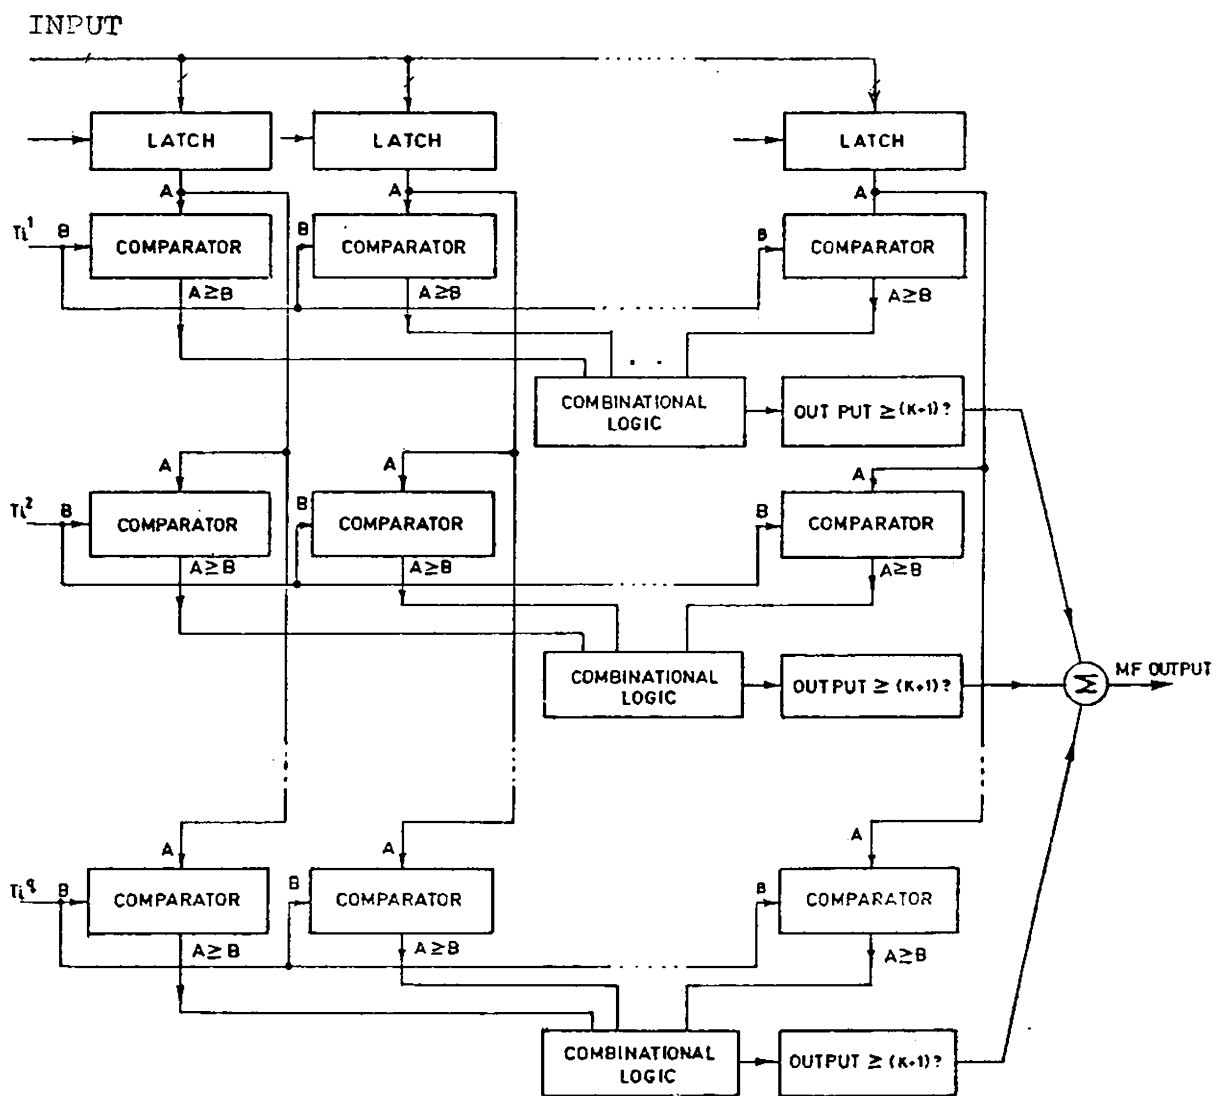 INPUT
LATCH LATCH LATCH
A A A
Ti¹ B COMPARATOR B COMPARATOR B COMPARATOR
A≥B A≥B A≥B
COMBINATIONAL LOGIC
OUT PUT ≥ (K+1)?
A A A
Ti² B COMPARATOR B COMPARATOR B COMPARATOR
A≥B A≥B A≥B
COMBINATIONAL LOGIC
OUTPUT ≥ (K+1)?
Σ MF OUTPUT
A A A
Ti^q B COMPARATOR B COMPARATOR B COMPARATOR
A≥B A≥B A≥B
COMBINATIONAL LOGIC
OUTPUT ≥ (K+1)?